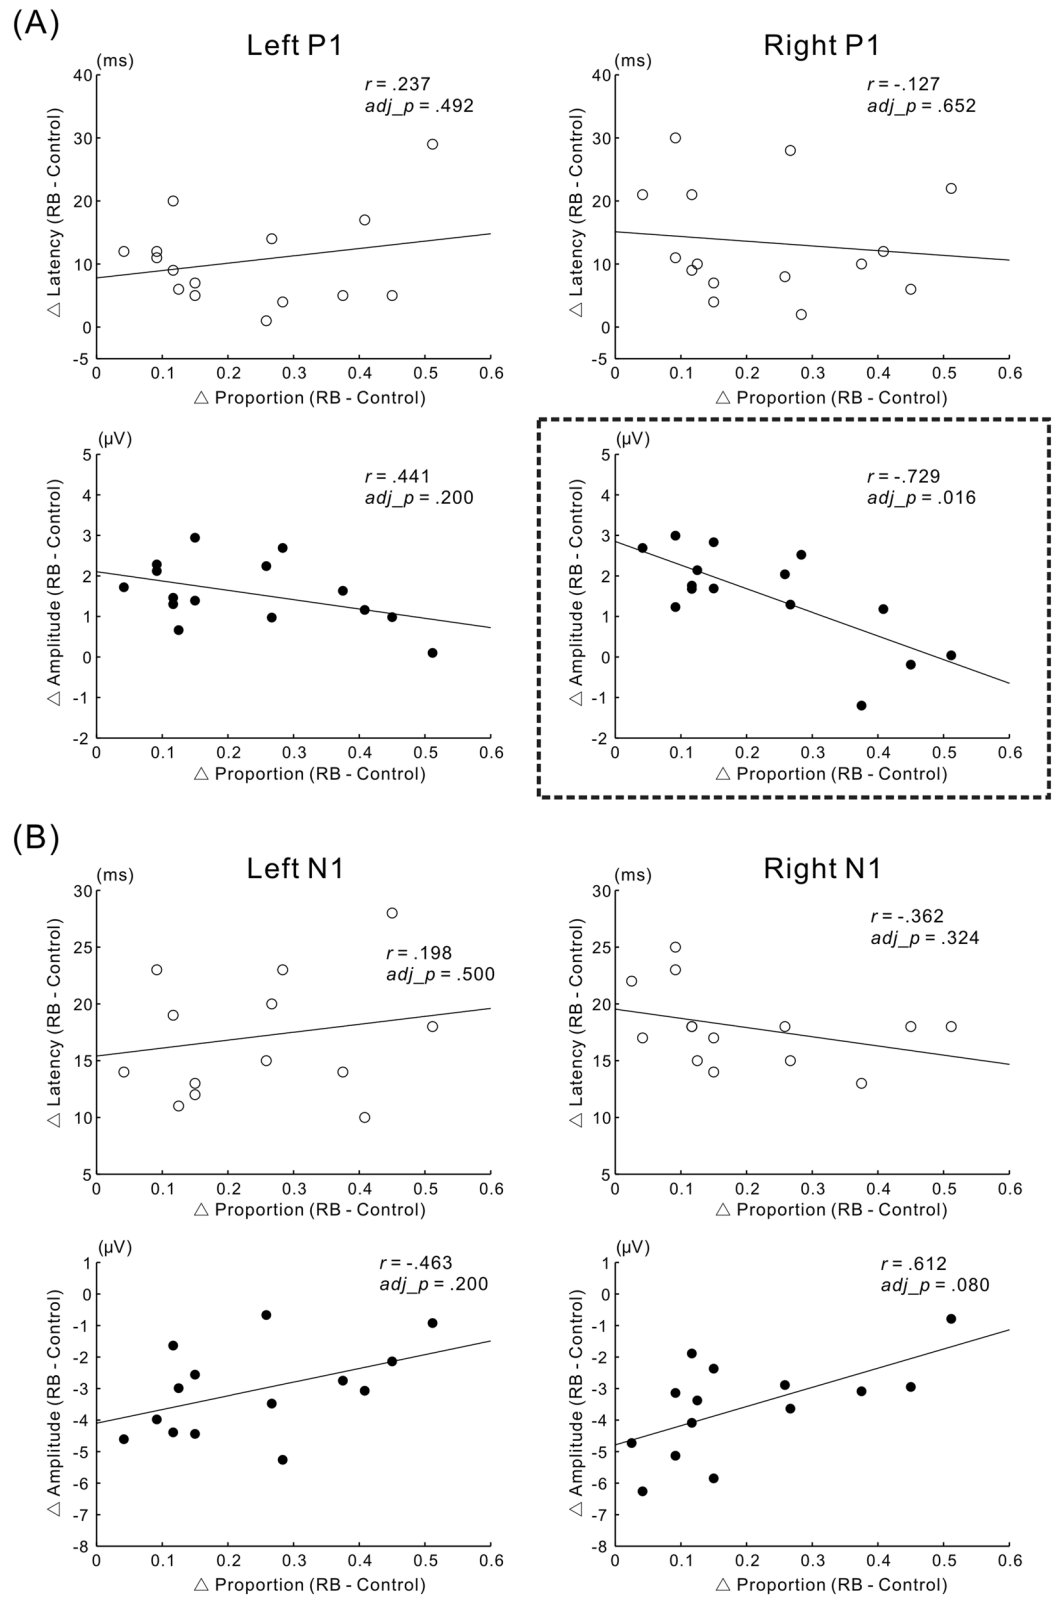 (A)
Left P1
(ms)
r = .237
adj_p = .492
△ Latency (RB - Control)
40
30
20
10
0
-5
0 0.1 0.2 0.3 0.4 0.5 0.6
△ Proportion (RB - Control)
Right P1
(ms)
r = -.127
adj_p = .652
△ Latency (RB - Control)
40
30
20
10
0
-5
0 0.1 0.2 0.3 0.4 0.5 0.6
△ Proportion (RB - Control)
(μV)
r = .441
adj_p = .200
△ Amplitude (RB - Control)
5
4
3
2
1
0
-1
-2
0 0.1 0.2 0.3 0.4 0.5 0.6
△ Proportion (RB - Control)
(μV)
r = -.729
adj_p = .016
△ Amplitude (RB - Control)
5
4
3
2
1
0
-1
-2
0 0.1 0.2 0.3 0.4 0.5 0.6
△ Proportion (RB - Control)
(B)
Left N1
(ms)
r = .198
adj_p = .500
△ Latency (RB - Control)
30
25
20
15
10
5
0 0.1 0.2 0.3 0.4 0.5 0.6
△ Proportion (RB - Control)
Right N1
(ms)
r = -.362
adj_p = .324
△ Latency (RB - Control)
30
25
20
15
10
5
0 0.1 0.2 0.3 0.4 0.5 0.6
△ Proportion (RB - Control)
(μV)
r = -.463
adj_p = .200
△ Amplitude (RB - Control)
1
0
-1
-2
-3
-4
-5
-6
-7
-8
0 0.1 0.2 0.3 0.4 0.5 0.6
△ Proportion (RB - Control)
(μV)
r = .612
adj_p = .080
△ Amplitude (RB - Control)
1
0
-1
-2
-3
-4
-5
-6
-7
-8
0 0.1 0.2 0.3 0.4 0.5 0.6
△ Proportion (RB - Control)